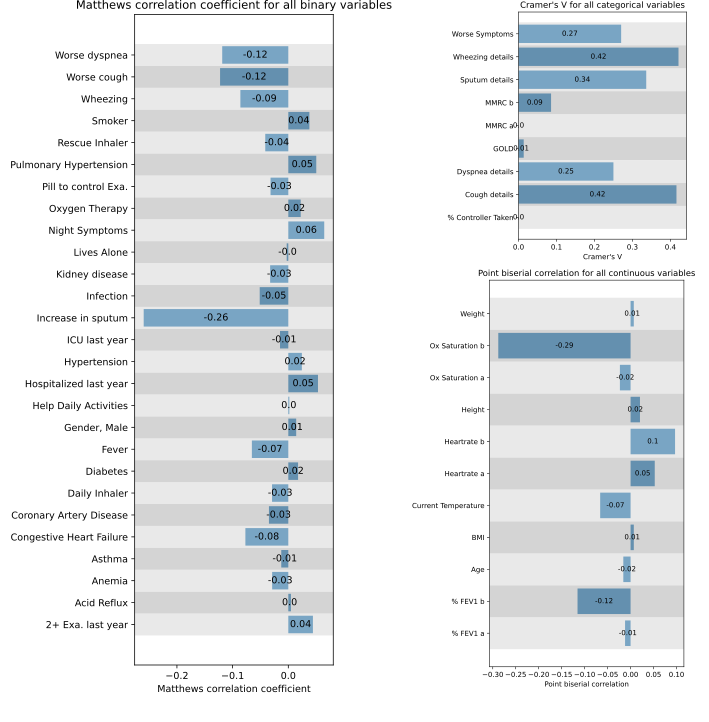 Matthews correlation coefficient for all binary variables
Worse dyspnea -0.12
Worse cough -0.12
Wheezing -0.09
Smoker 0.04
Rescue Inhaler -0.04
Pulmonary Hypertension 0.05
Pill to control Exa. -0.03
Oxygen Therapy 0.02
Night Symptoms 0.06
Lives Alone -0.0
Kidney disease -0.03
Infection -0.05
Increase in sputum -0.26
ICU last year -0.01
Hypertension 0.02
Hospitalized last year 0.05
Help Daily Activities 0.0
Gender, Male 0.01
Fever -0.07
Diabetes 0.02
Daily Inhaler -0.03
Coronary Artery Disease -0.03
Congestive Heart Failure -0.08
Asthma -0.01
Anemia -0.03
Acid Reflux 0.0
2+ Exa. last year 0.04
−0.2 −0.1 0.0
Matthews correlation coefficient
Cramer's V for all categorical variables
Worse Symptoms 0.27
Wheezing details 0.42
Sputum details 0.34
MMRC b 0.09
MMRC a 0.0
GOLD 0.01
Dyspnea details 0.25
Cough details 0.42
% Controller Taken 0.0
0.0 0.1 0.2 0.3 0.4
Cramer's V
Point biserial correlation for all continuous variables
Weight 0.01
Ox Saturation b -0.29
Ox Saturation a -0.02
Height 0.02
Heartrate b 0.1
Heartrate a 0.05
Current Temperature -0.07
BMI 0.01
Age -0.02
% FEV1 b -0.12
% FEV1 a -0.01
−0.30 −0.25 −0.20 −0.15 −0.10 −0.05 0.00 0.05 0.10
Point biserial correlation